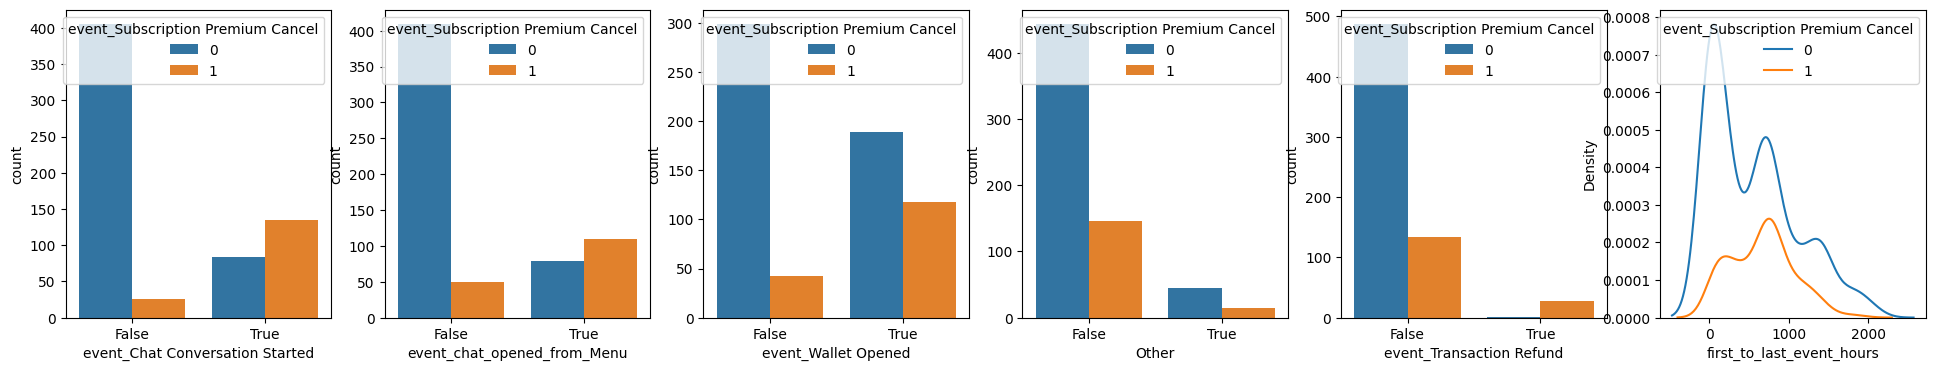 count
400
350
300
250
200
150
100
50
0
event_Subscription Premium Cancel
0
1
False
True
event_Chat Conversation Started
count
400
350
300
250
200
150
100
50
0
event_Subscription Premium Cancel
0
1
False
True
event_chat_opened_from_Menu
count
300
250
200
150
100
50
0
event_Subscription Premium Cancel
0
1
False
True
event_Wallet Opened
count
400
300
200
100
0
event_Subscription Premium Cancel
0
1
False
True
Other
count
500
400
300
200
100
0
event_Subscription Premium Cancel
0
1
False
True
event_Transaction Refund
Density
0.0008
0.0007
0.0006
0.0005
0.0004
0.0003
0.0002
0.0001
0.0000
event_Subscription Premium Cancel
0
1
0
1000
2000
first_to_last_event_hours